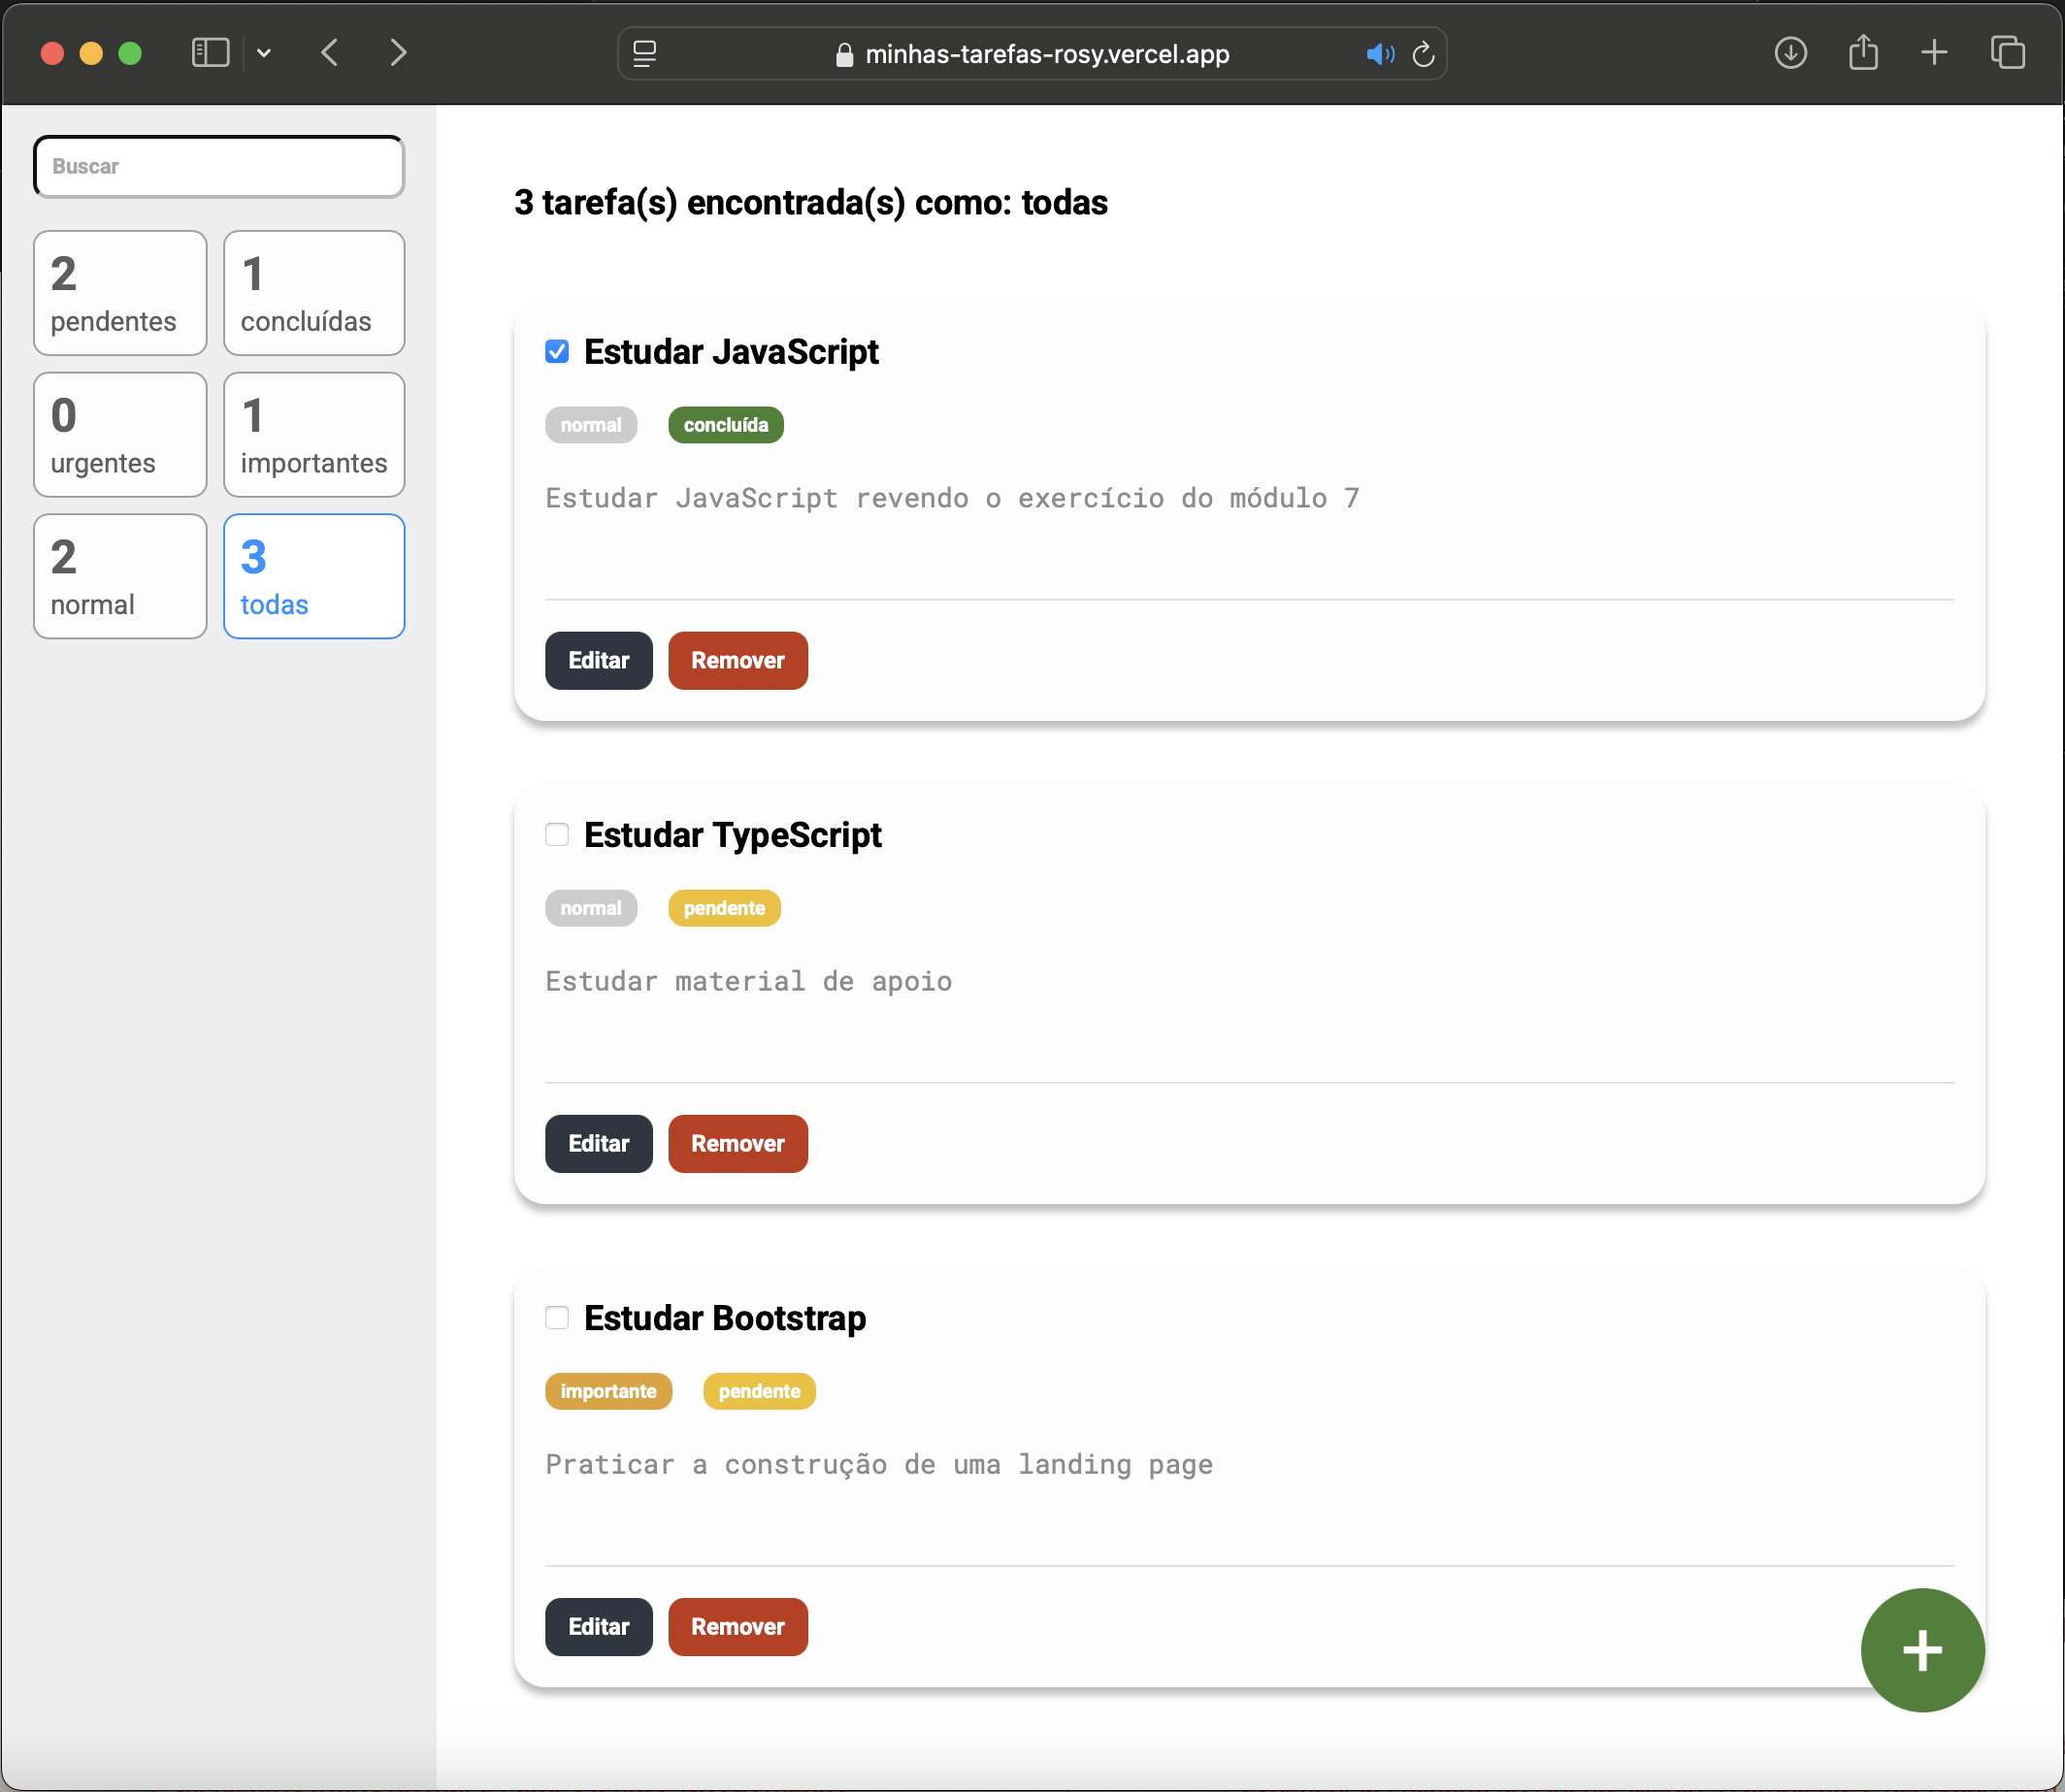 minhas-tarefas-rosy.vercel.app
Buscar
2
pendentes
1
concluídas
0
urgentes
1
importantes
2
normal
3
todas
3 tarefa(s) encontrada(s) como: todas
Estudar JavaScript
normal concluída
Estudar JavaScript revendo o exercício do módulo 7
Editar Remover
Estudar TypeScript
normal pendente
Estudar material de apoio
Editar Remover
Estudar Bootstrap
importante pendente
Praticar a construção de uma landing page
Editar Remover
+